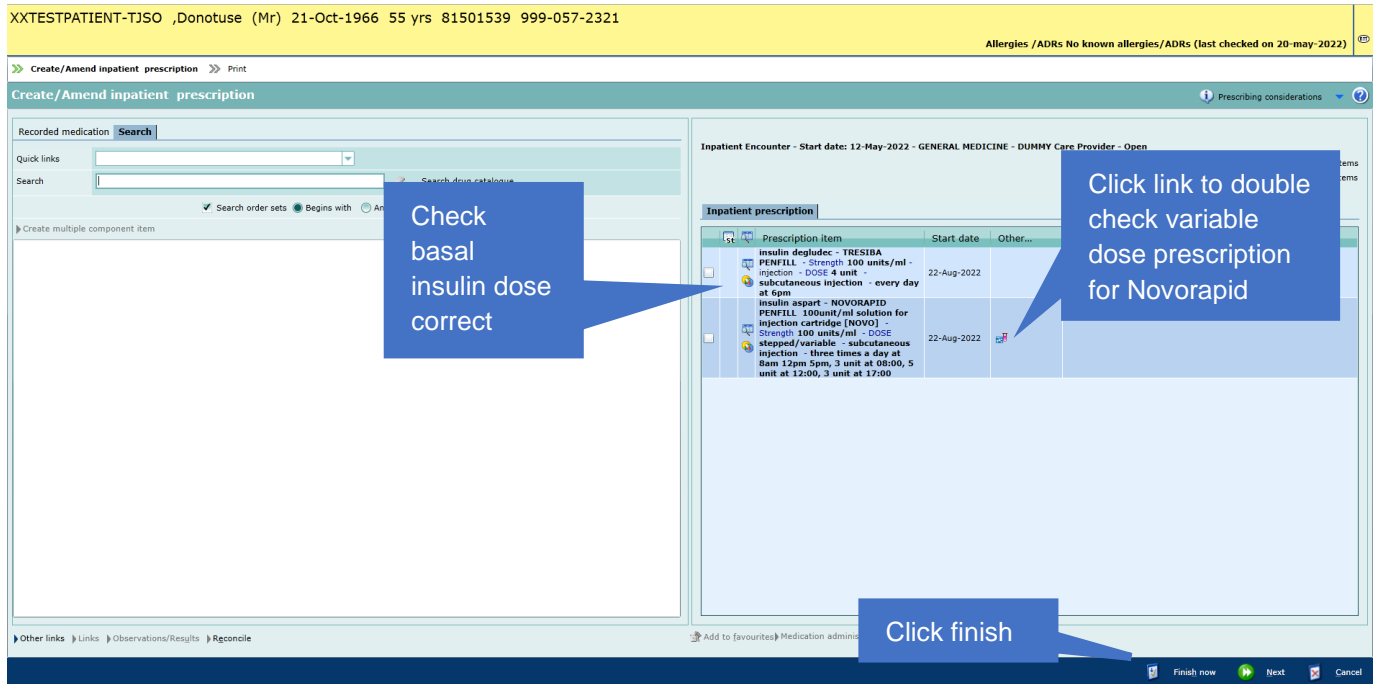 XXTESTPATIENT-TJSO ,Donotuse (Mr) 21-Oct-1966 55 yrs 81501539 999-057-2321
Allergies /ADRs No known allergies/ADRs (last checked on 20-may-2022)
Create/Amend inpatient prescription Print
Create/Amend inpatient prescription
Prescribing considerations
Recorded medication Search
Quick links
Search
Search drug catalogue
Search order sets Begins with
Create multiple component item
Check
basal
insulin dose
correct
Inpatient Encounter - Start date: 12-May-2022 - GENERAL MEDICINE - DUMMY Care Provider - Open
Click link to double
check variable
dose prescription
for Novorapid
Inpatient prescription
st Prescription item Start date Other...
insulin degludec - TRESIBA
PENFILL - Strength 100 units/ml -
injection - DOSE 4 unit -
subcutaneous injection - every day
at 6pm
22-Aug-2022
insulin aspart - NOVORAPID
PENFILL 100unit/ml solution for
injection cartridge [NOVO] -
Strength 100 units/ml - DOSE
stepped/variable - subcutaneous
injection - three times a day at
8am 12pm 5pm, 3 unit at 08:00, 5
unit at 12:00, 3 unit at 17:00
22-Aug-2022
Other links Links Observations/Results Reconcile
Add to favourites Medication
Click finish
Finish now Next Cancel